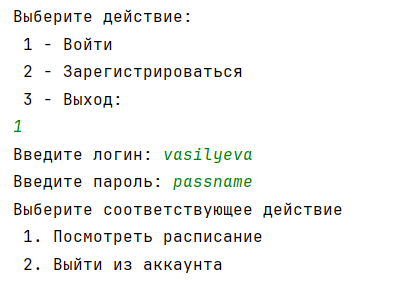 Выберите действие:
1 - Войти
2 - Зарегистрироваться
3 - Выход:
1
Введите логин: vasilyeva
Введите пароль: passname
Выберите соответствующее действие
1. Посмотреть расписание
2. Выйти из аккаунта